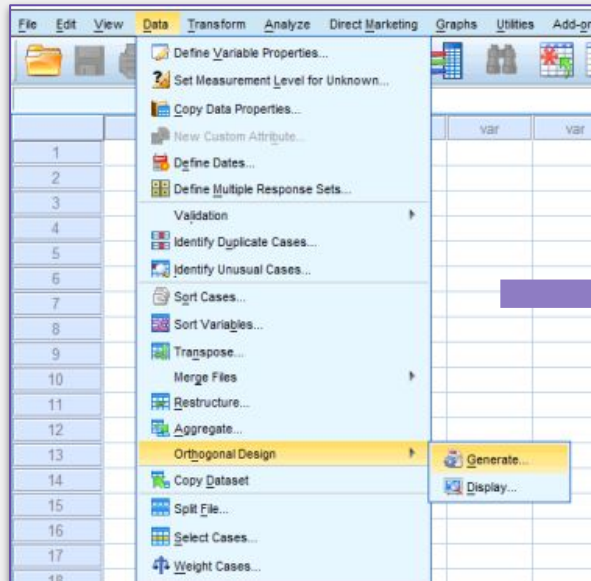 File Edit View Data Transform Analyze Direct Marketing Graphs Utilities Add-on
Define Variable Properties...
Set Measurement Level for Unknown...
Copy Data Properties...
New Custom Attribute...
Define Dates...
Define Multiple Response Sets...
Validation
Identify Duplicate Cases...
Identify Unusual Cases...
Sort Cases...
Sort Variables...
Transpose...
Merge Files
Restructure...
Aggregate...
Orthogonal Design
Copy Dataset
Split File...
Select Cases...
Weight Cases...
Generate...
Display...
var var
1
2
3
4
5
6
7
8
9
10
11
12
13
14
15
16
17
18